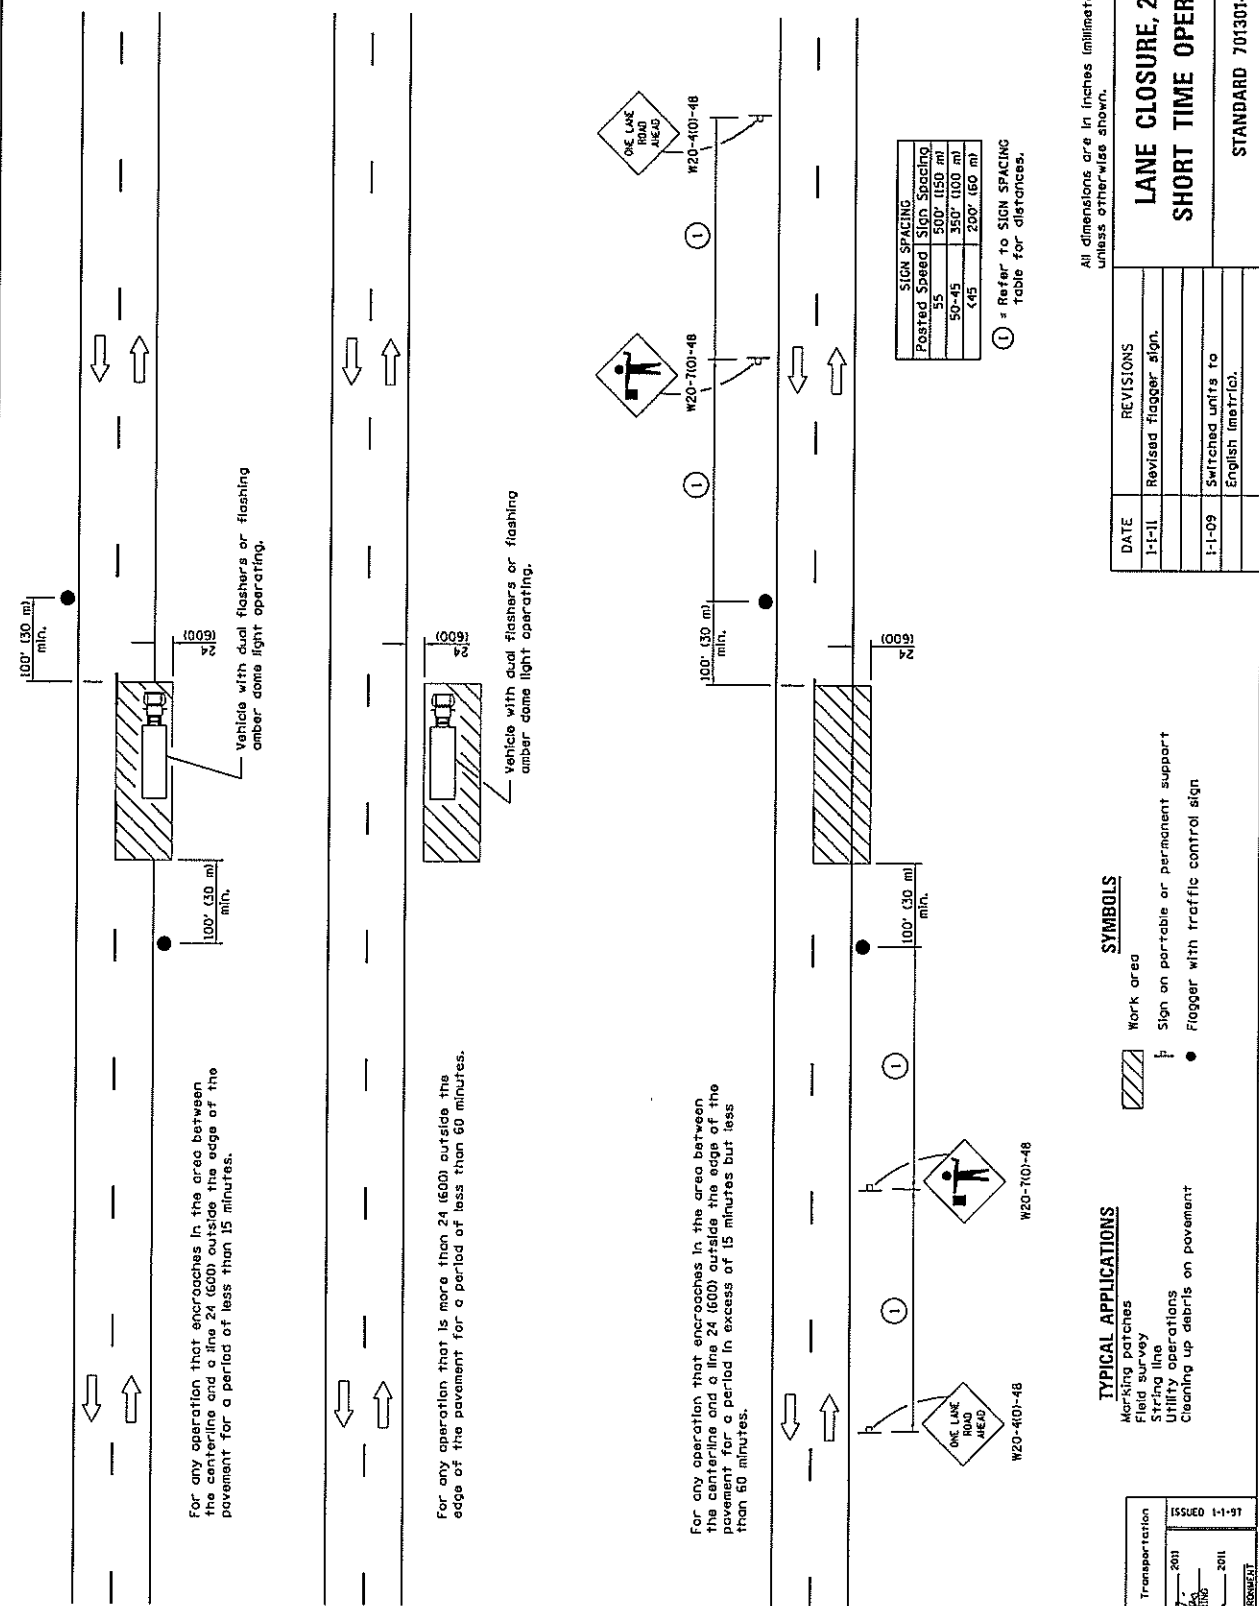 100' (30 m)
min.
24
(600)
Vehicle with dual flashers or flashing
amber dome light operating.
100' (30 m)
min.
For any operation that encroaches in the area between
the centerline and a line 24 (600) outside the edge of the
pavement for a period of less than 15 minutes.
24
(600)
Vehicle with dual flashers or flashing
amber dome light operating.
For any operation that is more than 24 (600) outside the
edge of the pavement for a period of less than 60 minutes.
ONE LANE
ROAD
AHEAD
W20-4(O)-48
W20-7(O)-48
1
1
100' (30 m)
min.
24
(600)
100' (30 m)
min.
1
1
For any operation that encroaches in the area between
the centerline and a line 24 (600) outside the edge of the
pavement for a period in excess of 15 minutes but less
than 60 minutes.
W20-7(O)-48
ONE LANE
ROAD
AHEAD
W20-4(O)-48
SIGN SPACING
Posted Speed Sign Spacing
55 500' (150 m)
50-45 350' (100 m)
<45 200' (60 m)
1 = Refer to SIGN SPACING
table for distances.
TYPICAL APPLICATIONS
Marking patches
Field survey
String line
Utility operations
Cleaning up debris on pavement
SYMBOLS
Work area
Sign on portable or permanent support
Flagger with traffic control sign
All dimensions are in inches
unless otherwise shown.
DATE REVISIONS
1-1-11 Revised flagger sign.
1-1-09 Switched units to
English (metric).
LANE CLOSURE, 2
SHORT TIME
STANDARD 701301
Transportation
ISSUED 1-1-97
2011
2011